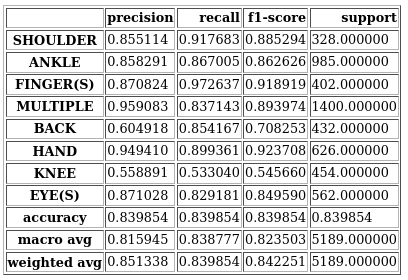 precision recall f1-score support
SHOULDER 0.855114 0.917683 0.885294 328.000000
ANKLE 0.858291 0.867005 0.862626 985.000000
FINGER(S) 0.870824 0.972637 0.918919 402.000000
MULTIPLE 0.959083 0.837143 0.893974 1400.000000
BACK 0.604918 0.854167 0.708253 432.000000
HAND 0.949410 0.899361 0.923708 626.000000
KNEE 0.558891 0.533040 0.545660 454.000000
EYE(S) 0.871028 0.829181 0.849590 562.000000
accuracy 0.839854 0.839854 0.839854 0.839854
macro avg 0.815945 0.838777 0.823503 5189.000000
weighted avg 0.851338 0.839854 0.842251 5189.000000